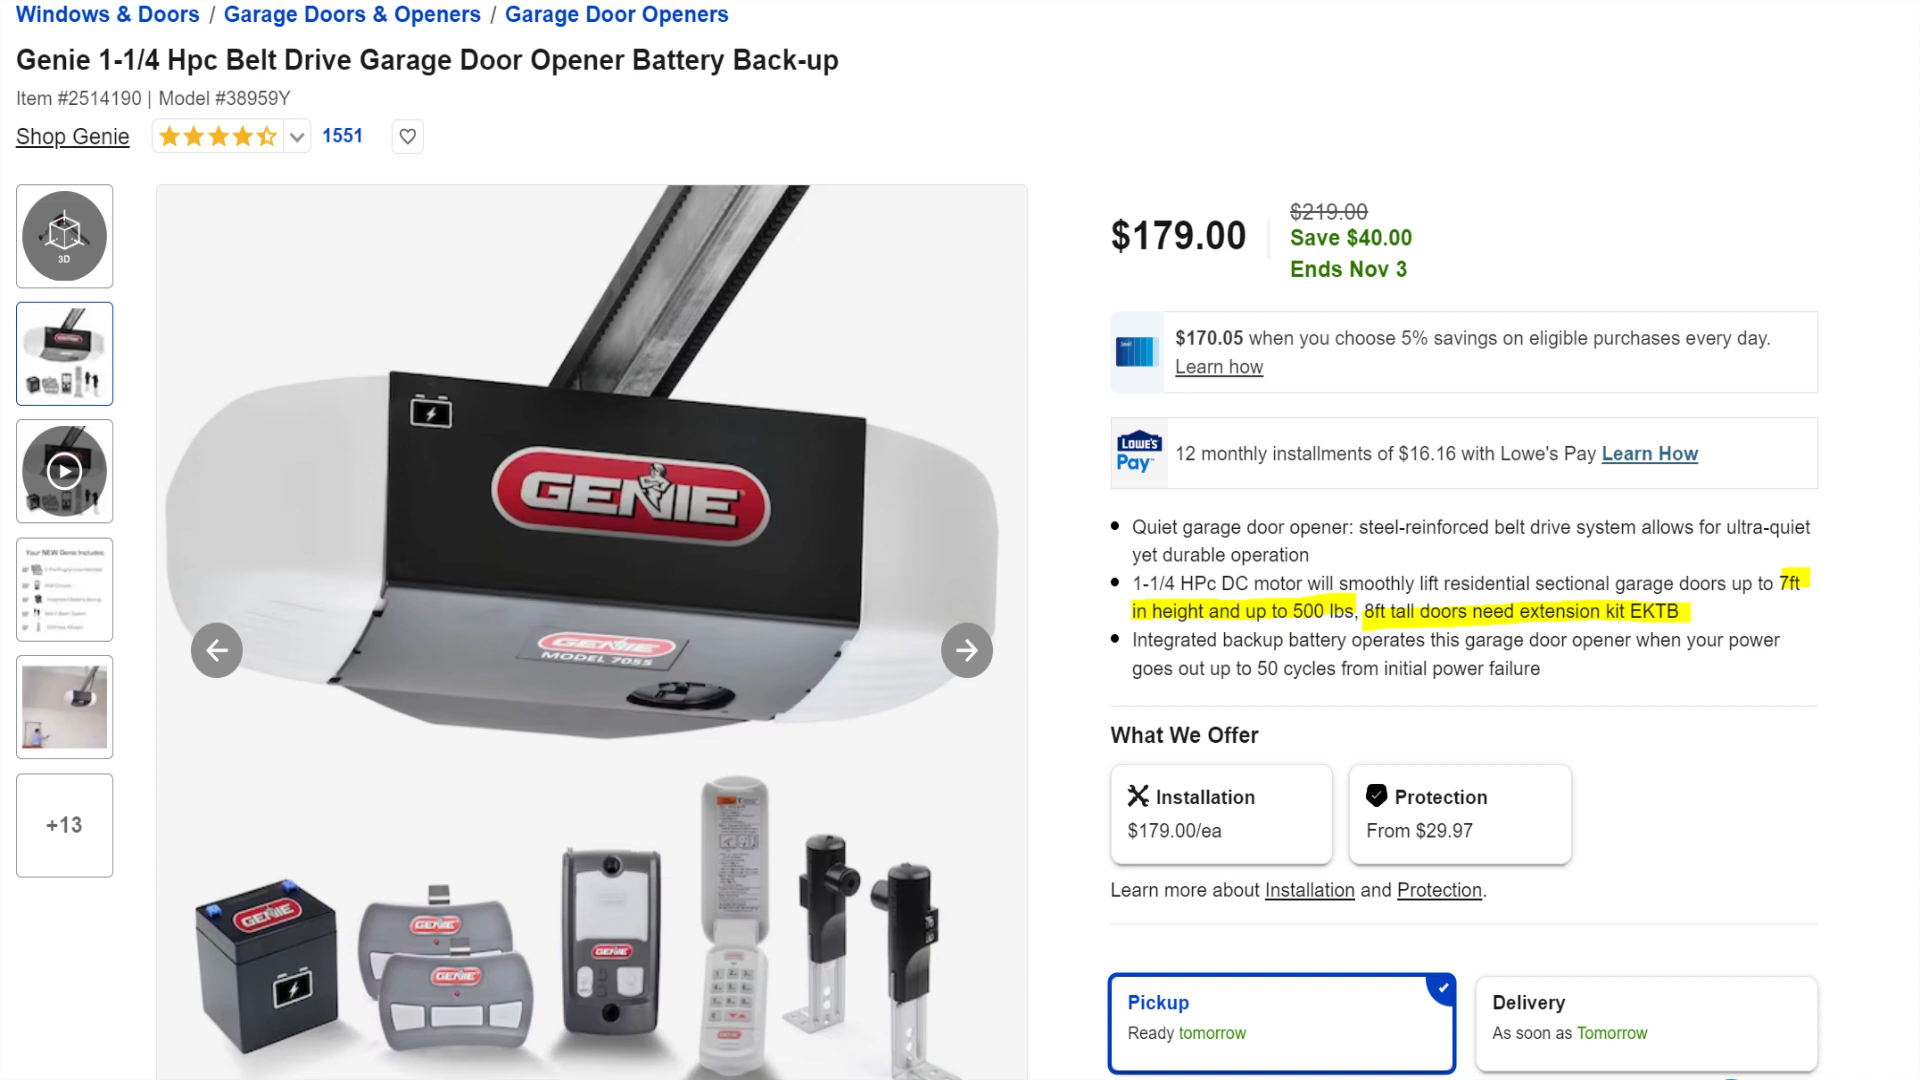 Windows & Doors / Garage Doors & Openers / Garage Door Openers
Genie 1-1/4 Hpc Belt Drive Garage Door Opener Battery Back-up
Item #2514190 | Model #38959Y
Shop Genie
1551
3D
Your NEW Genie Includes:
+13
GENIE
GENIE
MODEL 7055
GENIE
GENIE
GENIE
GENIE
GENIE
$179.00
$219.00
Save $40.00
Ends Nov 3
$170.05 when you choose 5% savings on eligible purchases every day.
Learn how
LOWE'S
Pay
12 monthly installments of $16.16 with Lowe's Pay Learn How
Quiet garage door opener: steel-reinforced belt drive system allows for ultra-quiet
yet durable operation
1-1/4 HPc DC motor will smoothly lift residential sectional garage doors up to 7ft
in height and up to 500 lbs, 8ft tall doors need extension kit EKTB
Integrated backup battery operates this garage door opener when your power
goes out up to 50 cycles from initial power failure
What We Offer
Installation
$179.00/ea
Protection
From $29.97
Learn more about Installation and Protection.
Pickup
Ready tomorrow
Delivery
As soon as Tomorrow